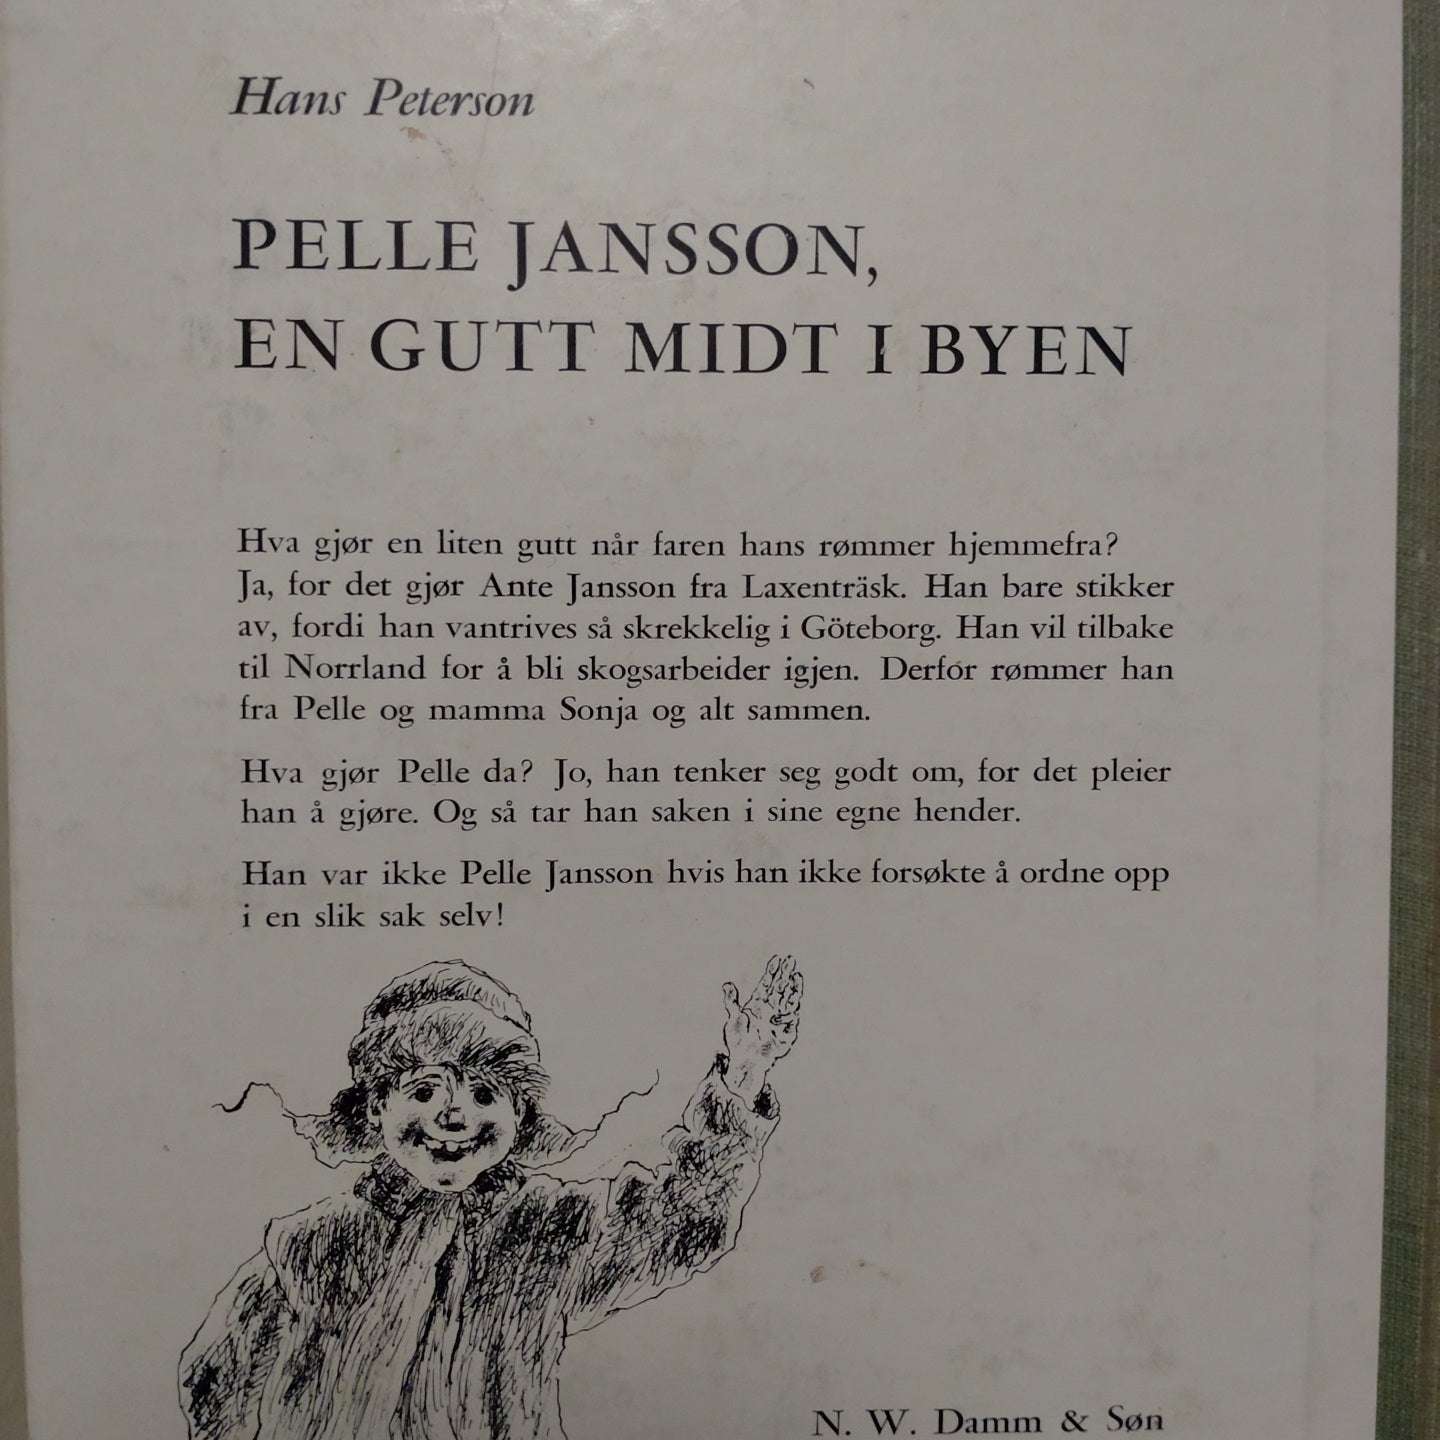 Hans Peterson
PELLE JANSSON,
EN GUTT MIDT I BYEN
Hva gjør en liten gutt når faren hans rømmer hjemmefra?
Ja, for det gjør Ante Jansson fra Laxenträsk. Han bare stikker
av, fordi han vantrives så skrekkelig i Göteborg. Han vil tilbake
til Norrland for å bli skogsarbeider igjen. Derfor rømmer han
fra Pelle og mamma Sonja og alt sammen.
Hva gjør Pelle da? Jo, han tenker seg godt om, for det pleier
han å gjøre. Og så tar han saken i sine egne hender.
Han var ikke Pelle Jansson hvis han ikke forsøkte å ordne opp
i en slik sak selv!
N. W. Damm & Søn